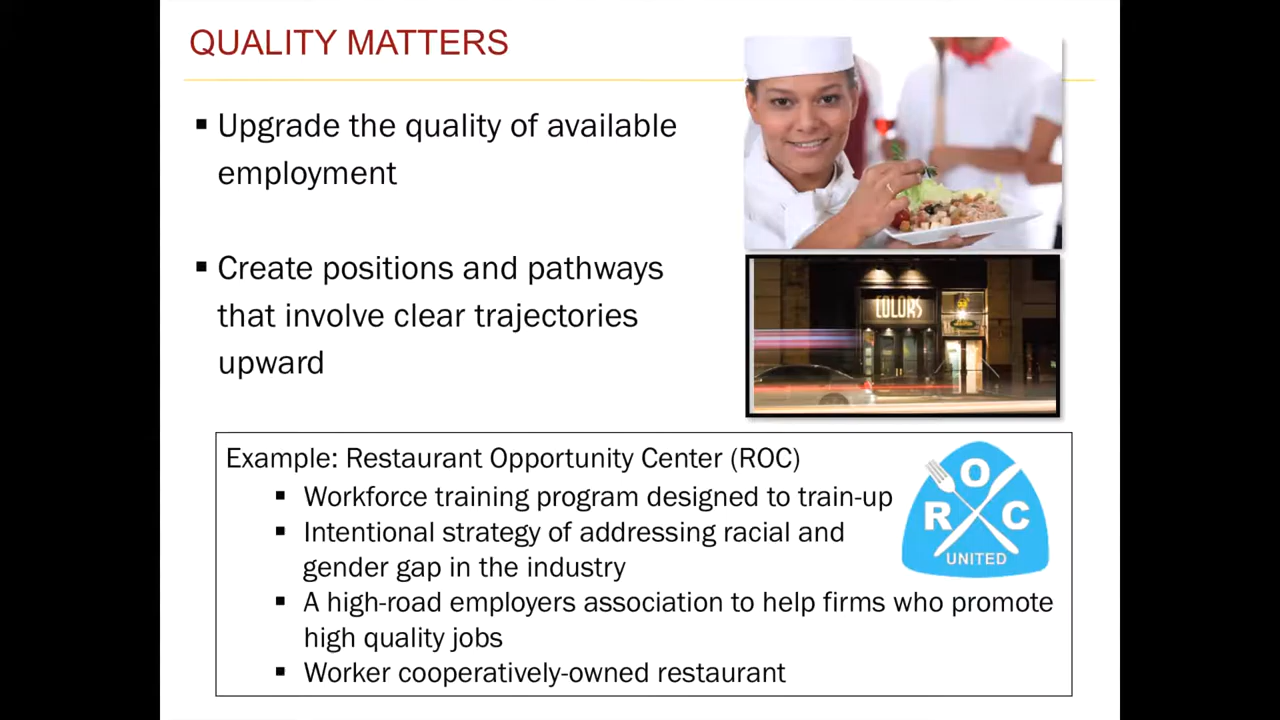 QUALITY MATTERS
▪ Upgrade the quality of available
employment
▪ Create positions and pathways
that involve clear trajectories
upward
COLORS
Example: Restaurant Opportunity Center (ROC)
▪ Workforce training program designed to train-up
▪ Intentional strategy of addressing racial and
gender gap in the industry
▪ A high-road employers association to help firms who promote
high quality jobs
▪ Worker cooperatively-owned restaurant
O
R C
UNITED